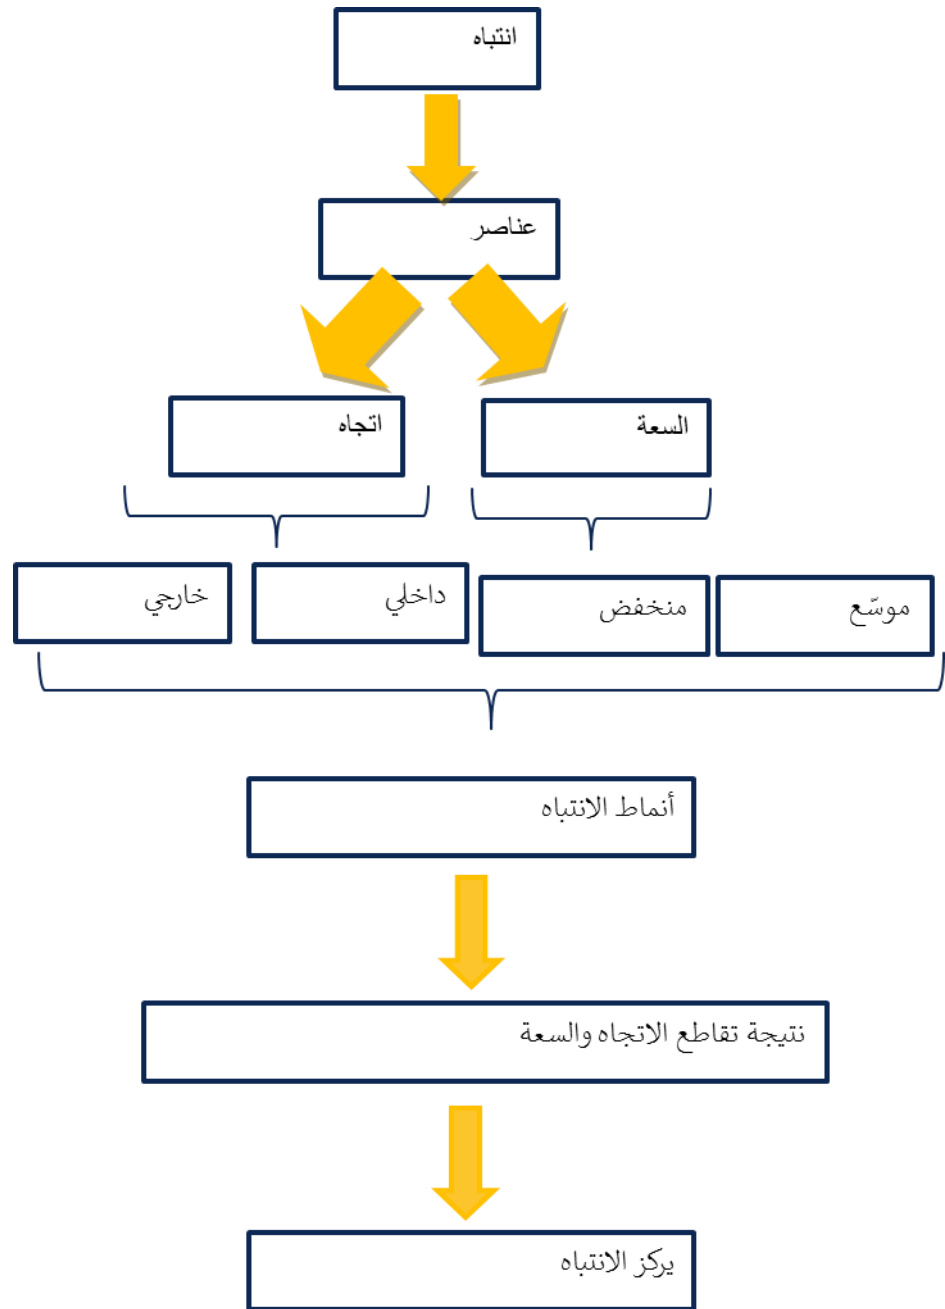 انتباه
عناصر
السعة
اتجاه
موسّع
منخفض
داخلي
خارجي
أنماط الانتباه
نتيجة تقاطع الاتجاه والسعة
يركز الانتباه